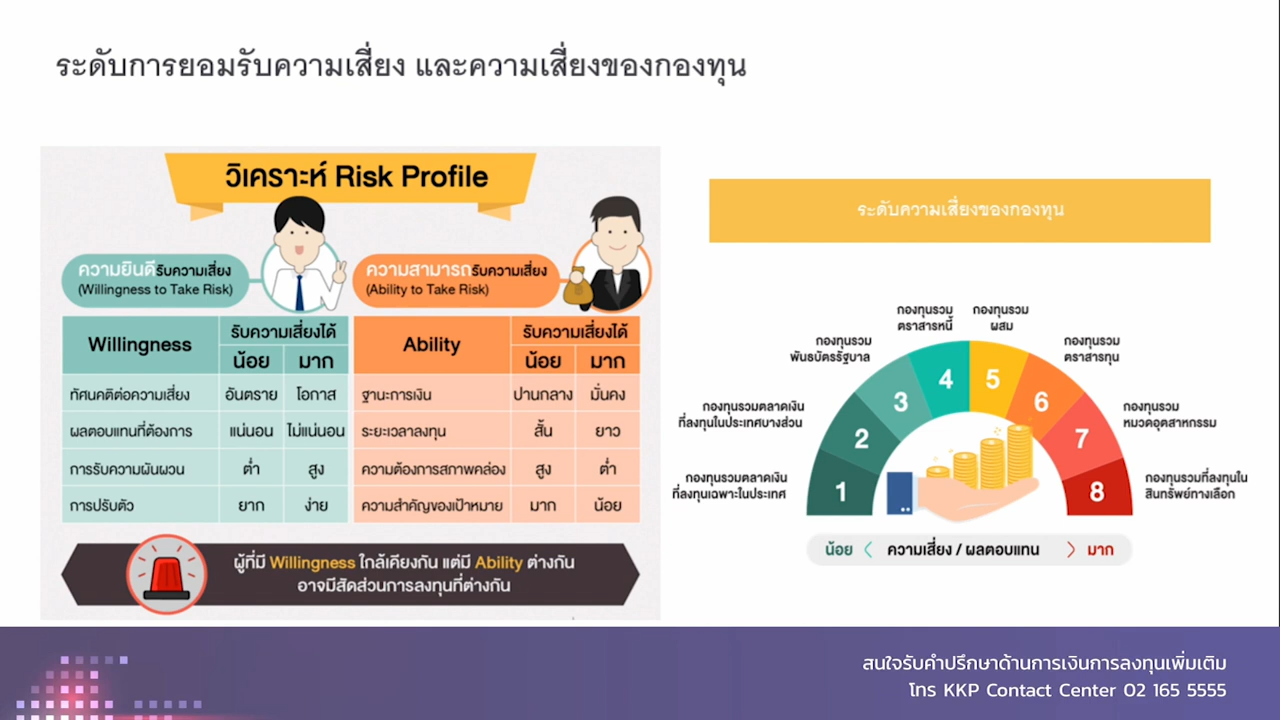 ระดับการยอมรับความเสี่ยง และความเสี่ยงของกองทุน
วิเคราะห์ Risk Profile
ความยินดีรับความเสี่ยง
(Willingness to Take Risk)
ความสามารถรับความเสี่ยง
(Ability to Take Risk)
Willingness
รับความเสี่ยงได้
น้อย มาก
ทัศนคติต่อความเสี่ยง อันตราย โอกาส
ผลตอบแทนที่ต้องการ แน่นอน ไม่แน่นอน
การรับความผันผวน ต่ำ สูง
การปรับตัว ยาก ง่าย
Ability
รับความเสี่ยงได้
น้อย มาก
ฐานะการเงิน ปานกลาง มั่นคง
ระยะเวลาลงทุน สั้น ยาว
ความต้องการสภาพคล่อง สูง ต่ำ
ความสำคัญของเป้าหมาย มาก น้อย
ผู้ที่มี Willingness ใกล้เคียงกัน แต่มี Ability ต่างกัน
อาจมีสัดส่วนการลงทุนที่ต่างกัน
ระดับความเสี่ยงของกองทุน
กองทุนรวมตลาดเงิน
ที่ลงทุนเฉพาะในประเทศ
1
กองทุนรวมตลาดเงิน
ที่ลงทุนในประเทศบางส่วน
2
กองทุนรวม
พันธบัตรรัฐบาล
3
กองทุนรวม
ตราสารหนี้
4
กองทุนรวม
ผสม
5
กองทุนรวม
ตราสารทุน
6
กองทุนรวม
หมวดอุตสาหกรรม
7
กองทุนรวมที่ลงทุนใน
สินทรัพย์ทางเลือก
8
น้อย < ความเสี่ยง / ผลตอบแทน > มาก
สนใจรับคำปรึกษาด้านการเงินการลงทุนเพิ่มเติม
โทร KKP Contact Center 02 165 5555